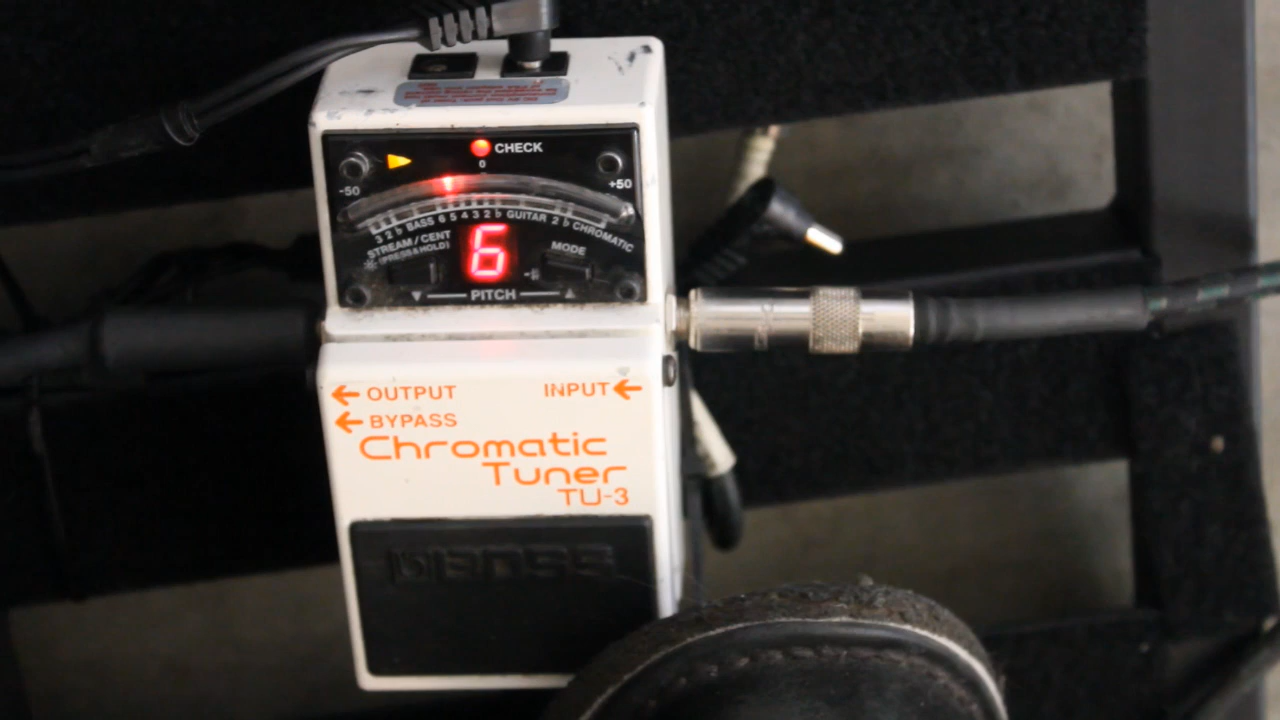 CHECK
0
-50
+50
3 2♭ BASS 6 5 4 3 2♭ GUITAR 2♭ CHROMATIC
STREAM/CENT
(PRESS&HOLD)
MODE
6
PITCH
OUTPUT
INPUT
BYPASS
Chromatic
Tuner
TU-3
BOSS